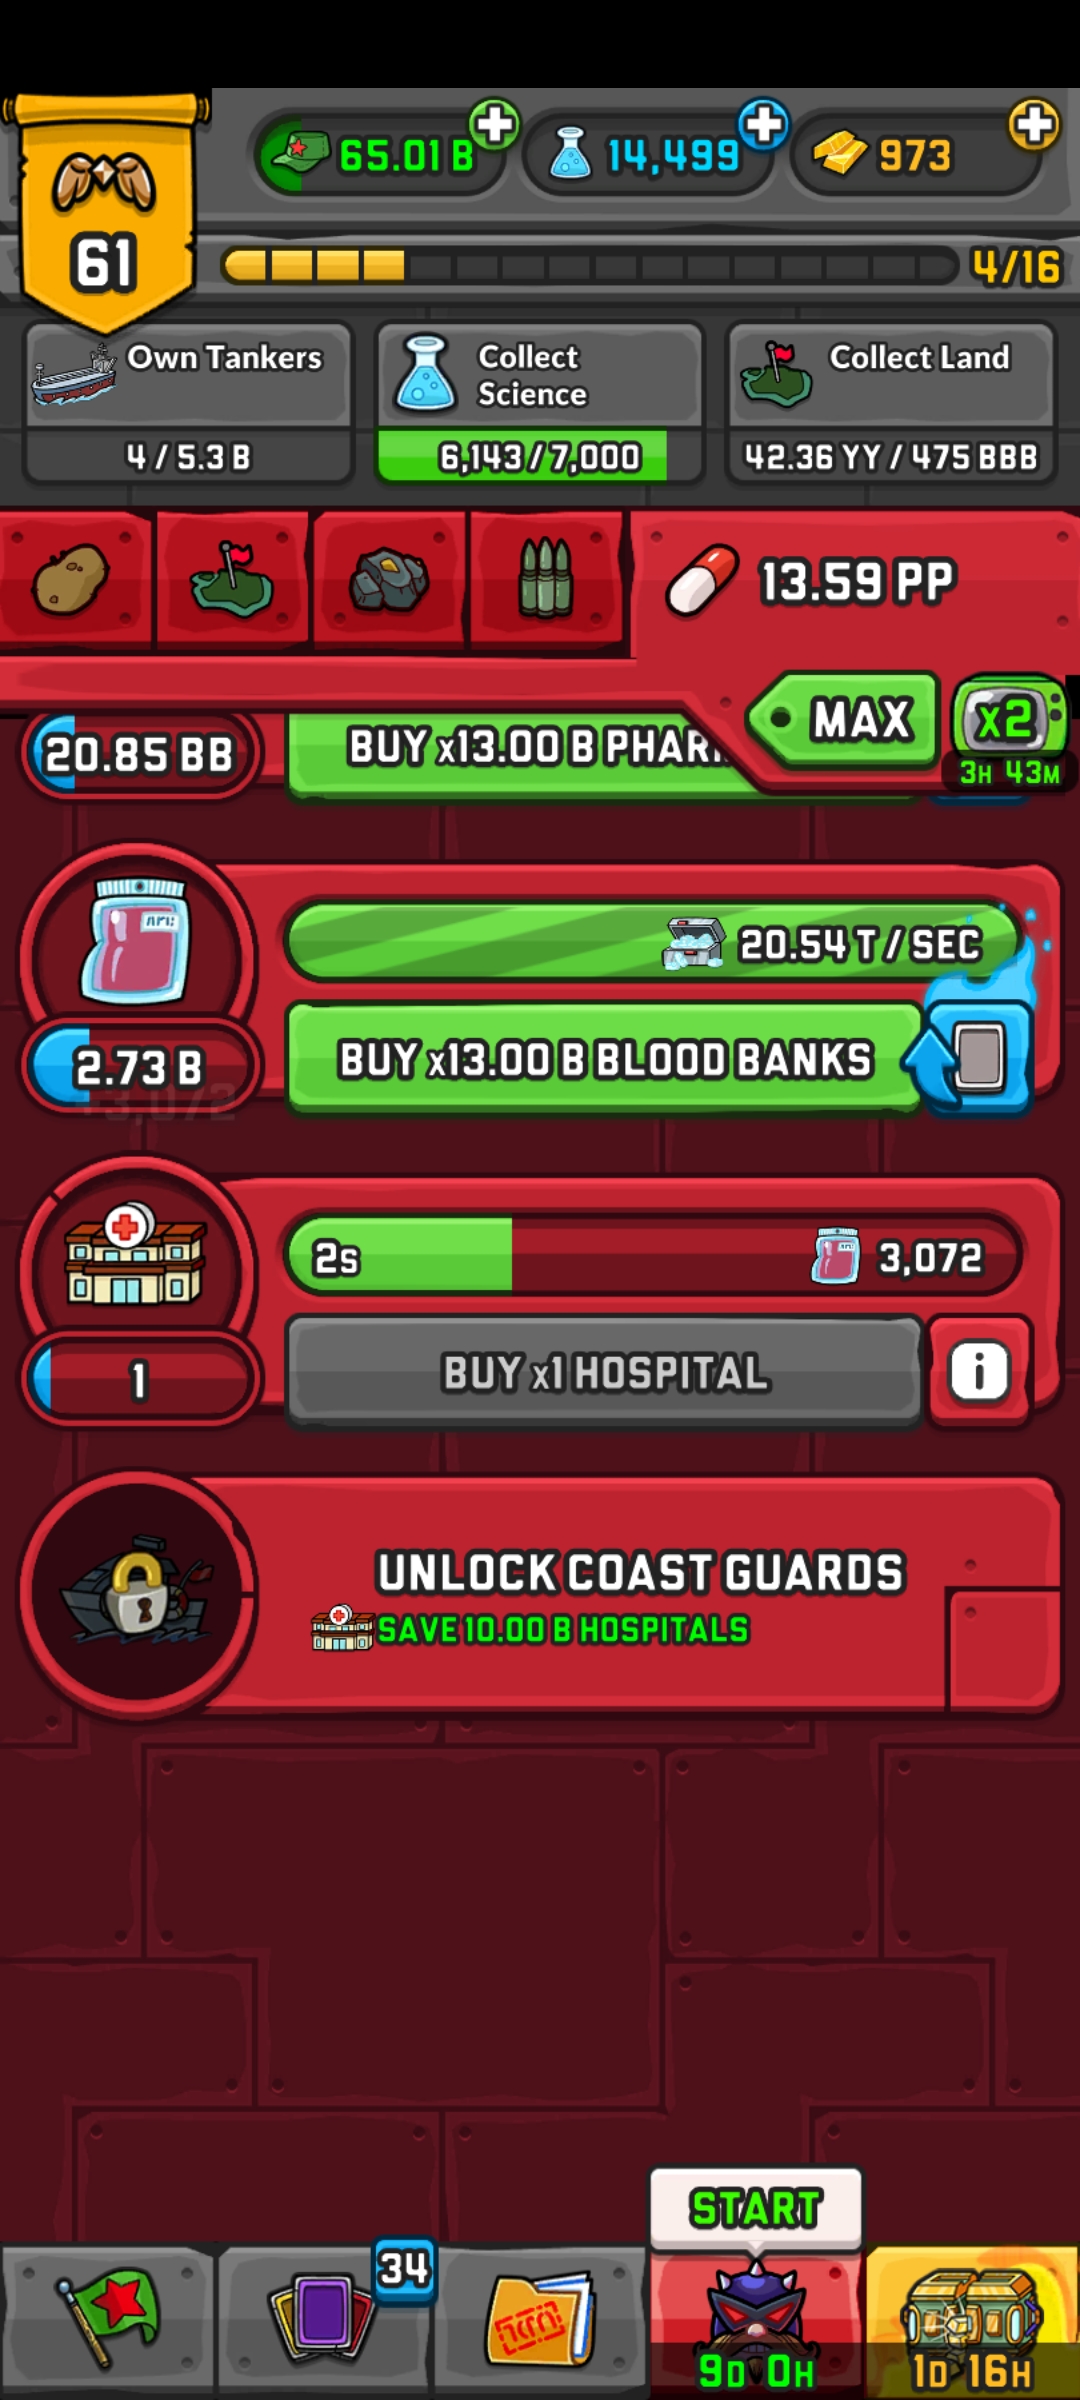 65.01 B
14,499
973
61
4/16
Own Tankers
4 / 5.3 B
Collect
Science
6,143 / 7,000
Collect Land
42.36 YY / 475 BBB
13.59 PP
MAX
x2
3H 43M
20.85 BB
BUY x13.00 B
20.54 T / SEC
2.73 B
BUY x13.00 B BLOOD BANKS
+3,072
2s
3,072
1
BUY x1 HOSPITAL
i
UNLOCK COAST GUARDS
SAVE 10.00 B HOSPITALS
START
34
9D 0H
1D 16H